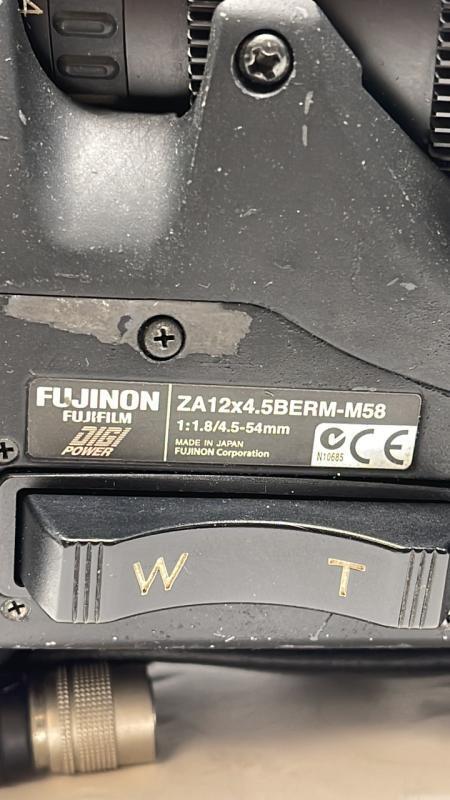 4
FUJINON
FUJIFILM
DIGI
POWER
ZA12x4.5BERM-M58
1:1.8/4.5-54mm
MADE IN JAPAN
FUJINON Corporation
N10685
CE
W T